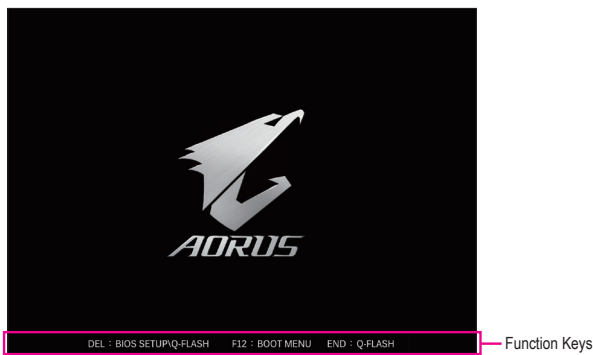 AORUS
DEL : BIOS SETUP\Q-FLASH F12 : BOOT MENU END : Q-FLASH
Function Keys